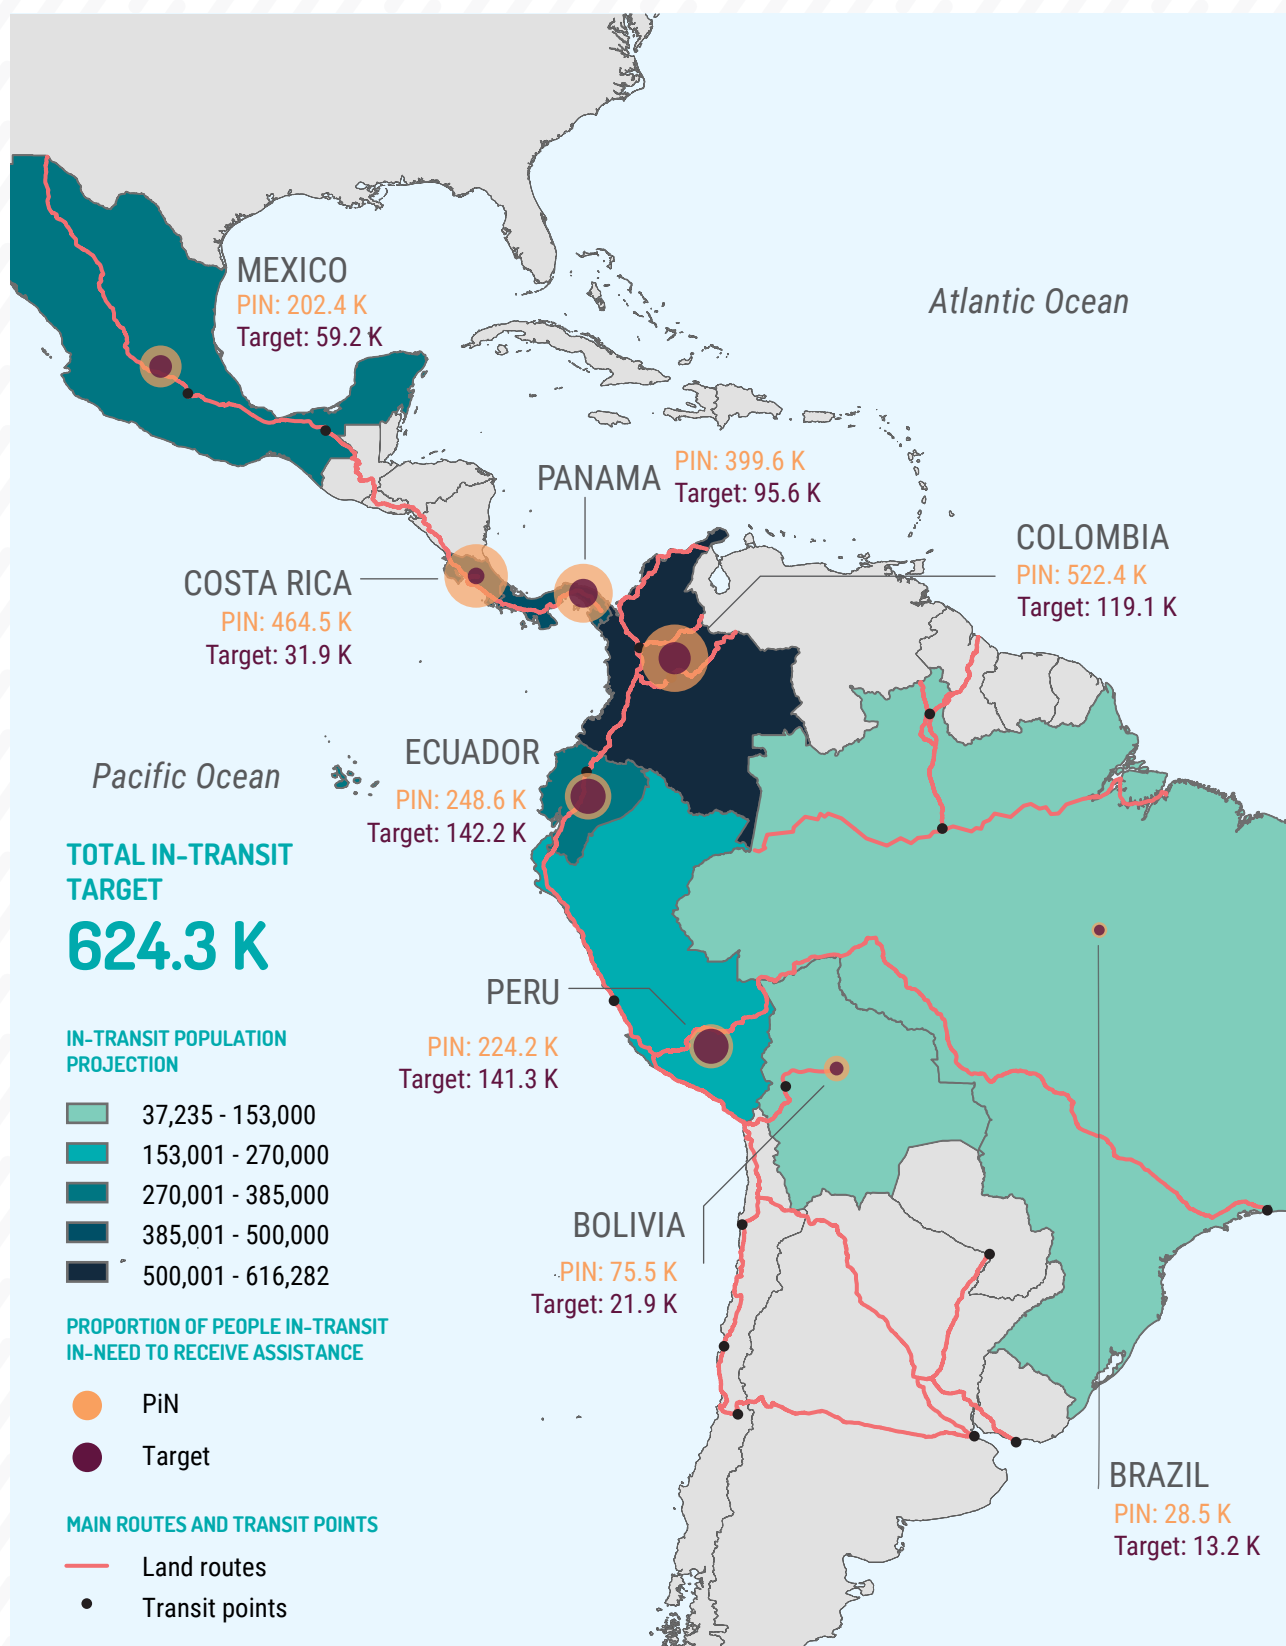 MEXICO
PIN: 202.4 K
Target: 59.2 K
Atlantic Ocean
PANAMA
PIN: 399.6 K
Target: 95.6 K
COLOMBIA
PIN: 522.4 K
Target: 119.1 K
COSTA RICA
PIN: 464.5 K
Target: 31.9 K
ECUADOR
PIN: 248.6 K
Target: 142.2 K
Pacific Ocean
TOTAL IN-TRANSIT
TARGET
624.3 K
PERU
PIN: 224.2 K
Target: 141.3 K
IN-TRANSIT POPULATION
PROJECTION
37,235 - 153,000
153,001 - 270,000
270,001 - 385,000
385,001 - 500,000
500,001 - 616,282
BOLIVIA
PIN: 75.5 K
Target: 21.9 K
PROPORTION OF PEOPLE IN-TRANSIT
IN-NEED TO RECEIVE ASSISTANCE
PiN
Target
BRAZIL
PIN: 28.5 K
Target: 13.2 K
MAIN ROUTES AND TRANSIT POINTS
Land routes
Transit points